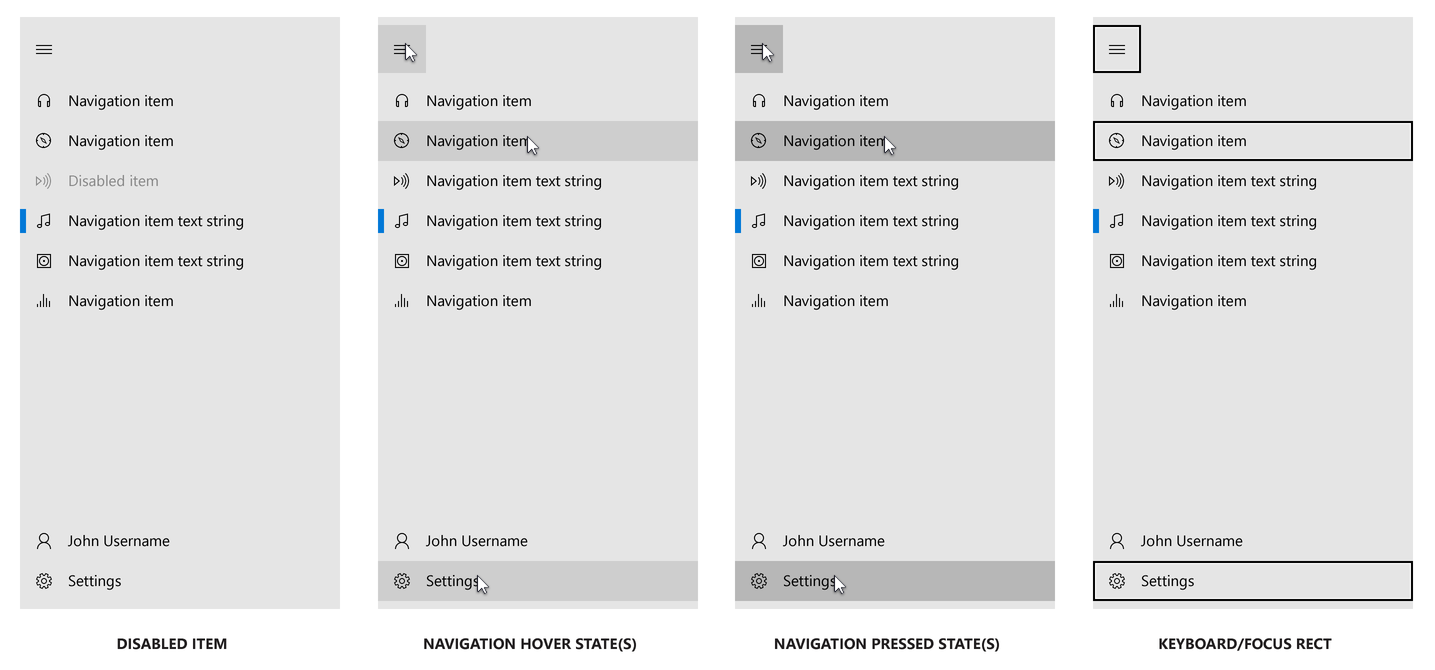 Navigation item
Navigation item
Disabled item
Navigation item text string
Navigation item text string
Navigation item
John Username
Settings
DISABLED ITEM
Navigation item
Navigation item
Navigation item text string
Navigation item text string
Navigation item text string
Navigation item
John Username
Settings
NAVIGATION HOVER STATE(S)
Navigation item
Navigation item
Navigation item text string
Navigation item text string
Navigation item text string
Navigation item
John Username
Settings
NAVIGATION PRESSED STATE(S)
Navigation item
Navigation item
Navigation item text string
Navigation item text string
Navigation item text string
Navigation item
John Username
Settings
KEYBOARD/FOCUS RECT